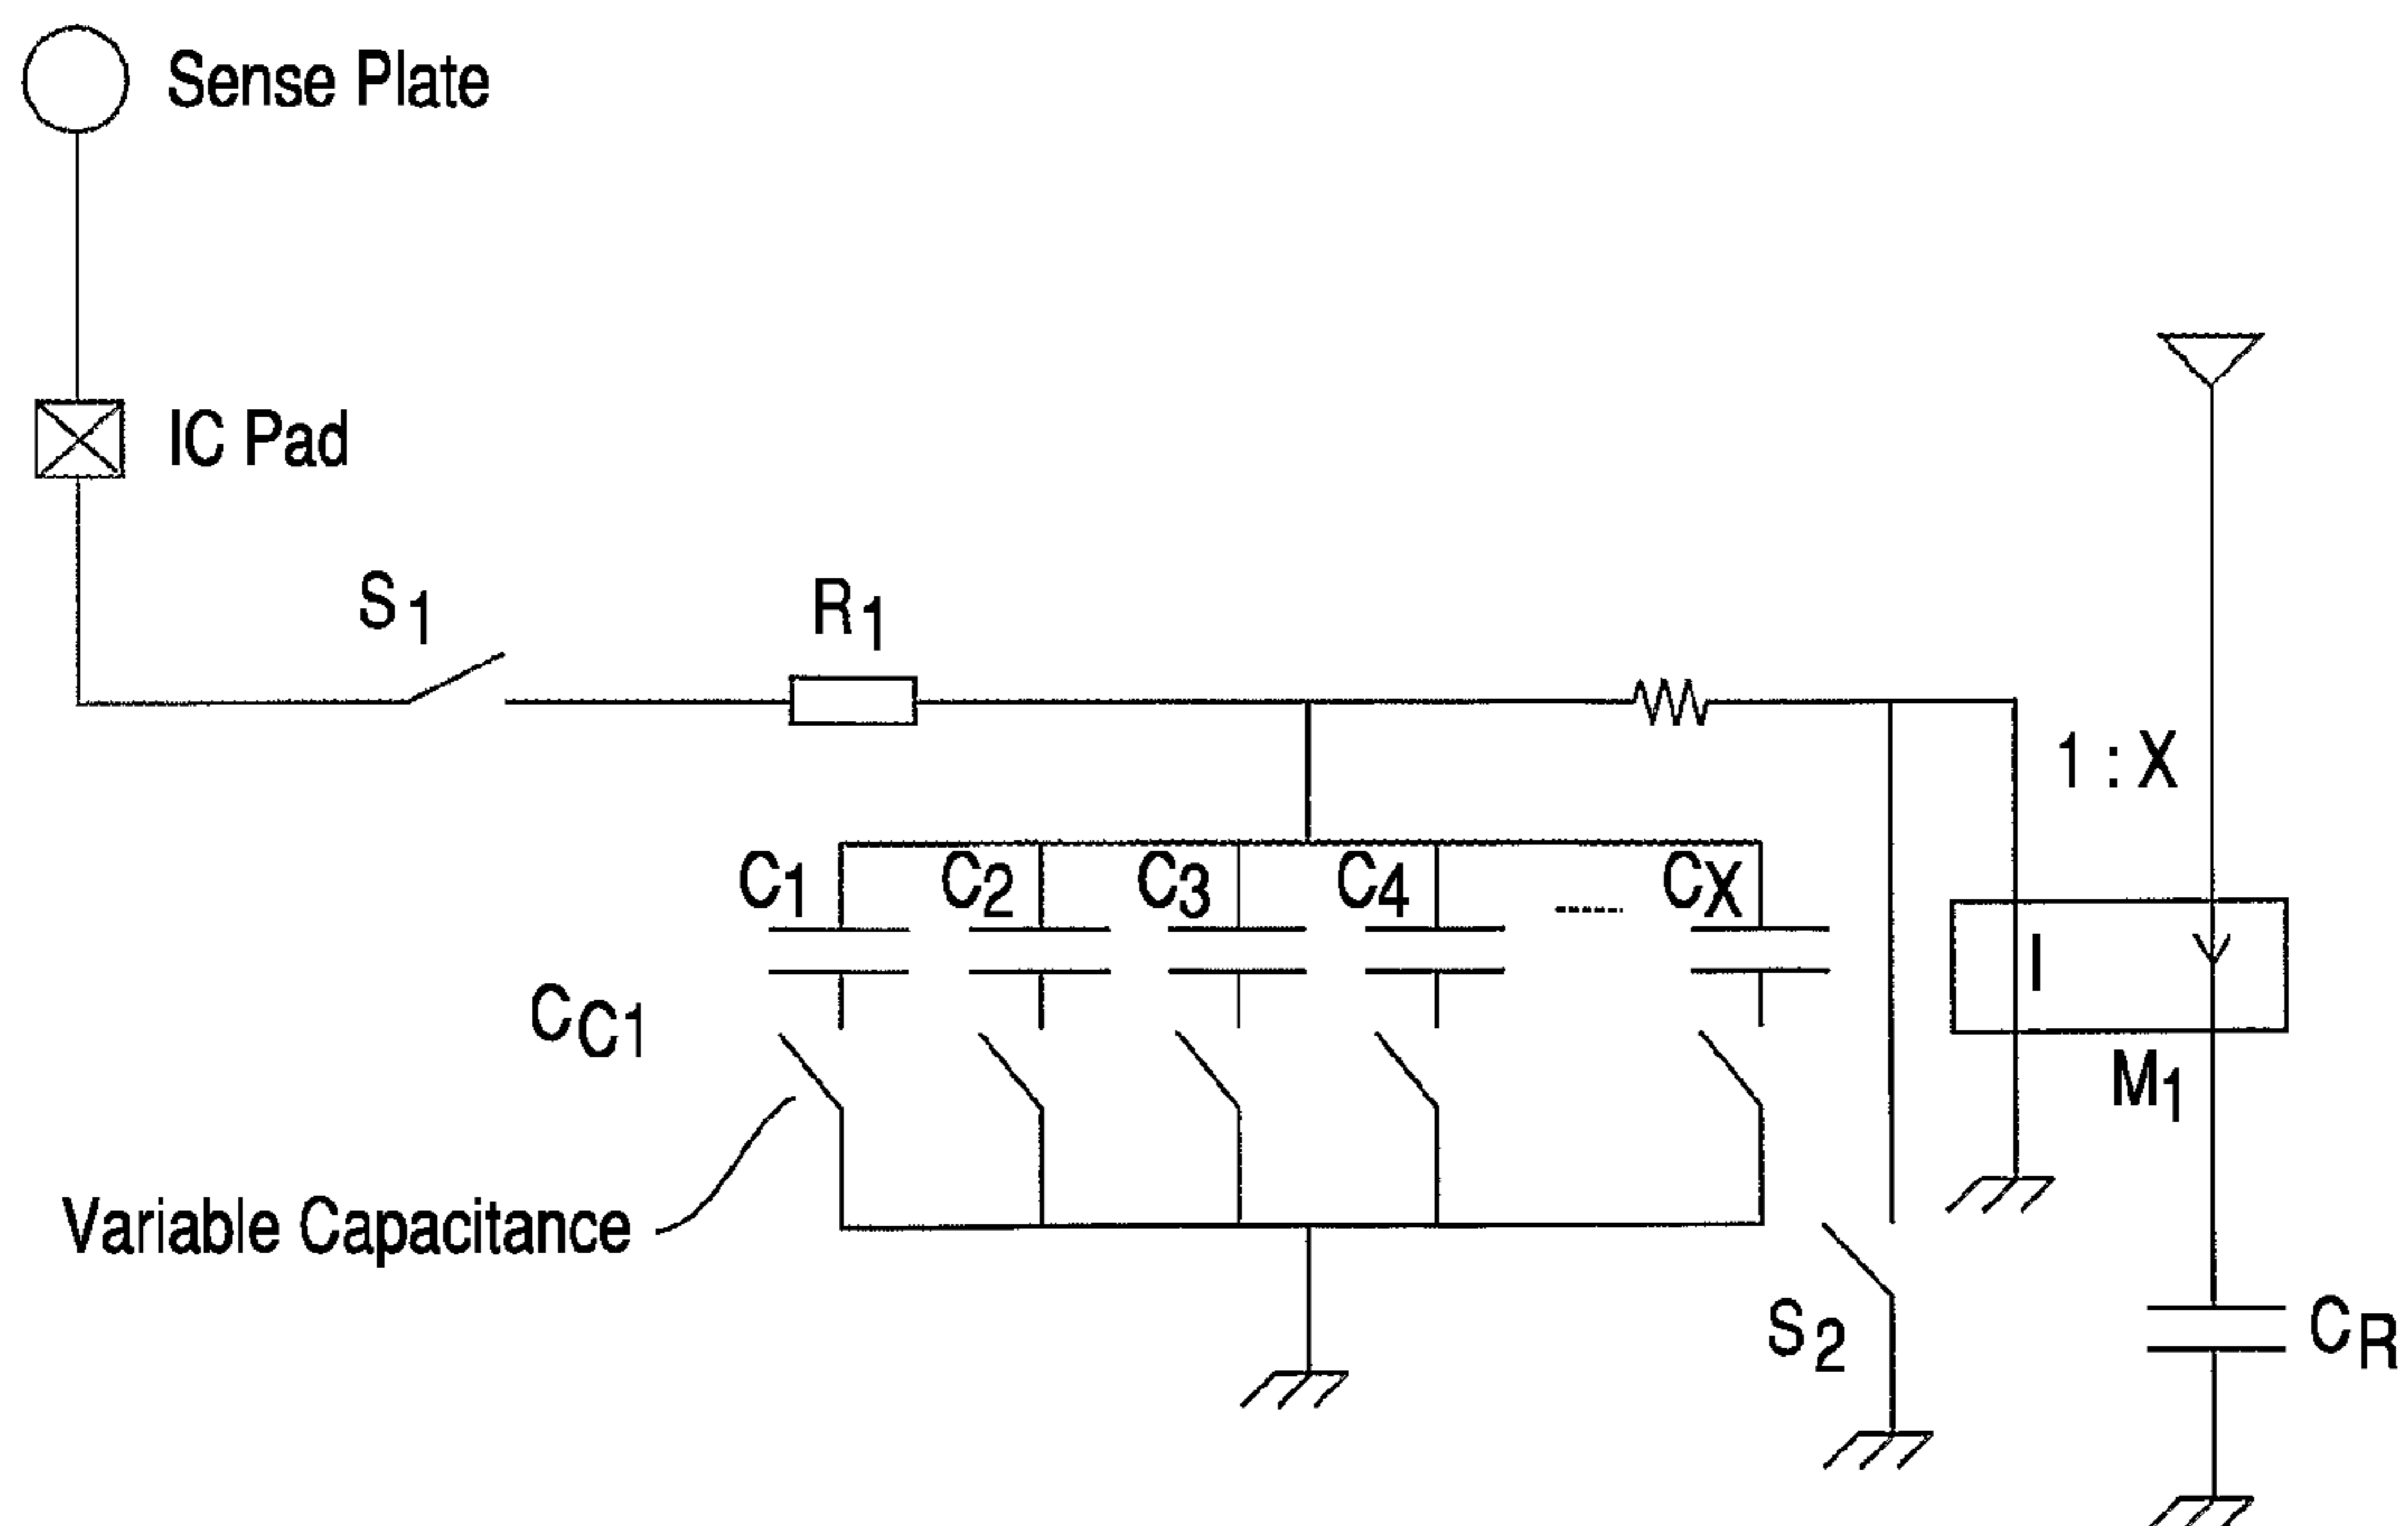 Sense Plate
IC Pad
S1
R1
1 : X
C1 C2 C3 C4 CX
I
CC1
M1
Variable Capacitance
S2
CR